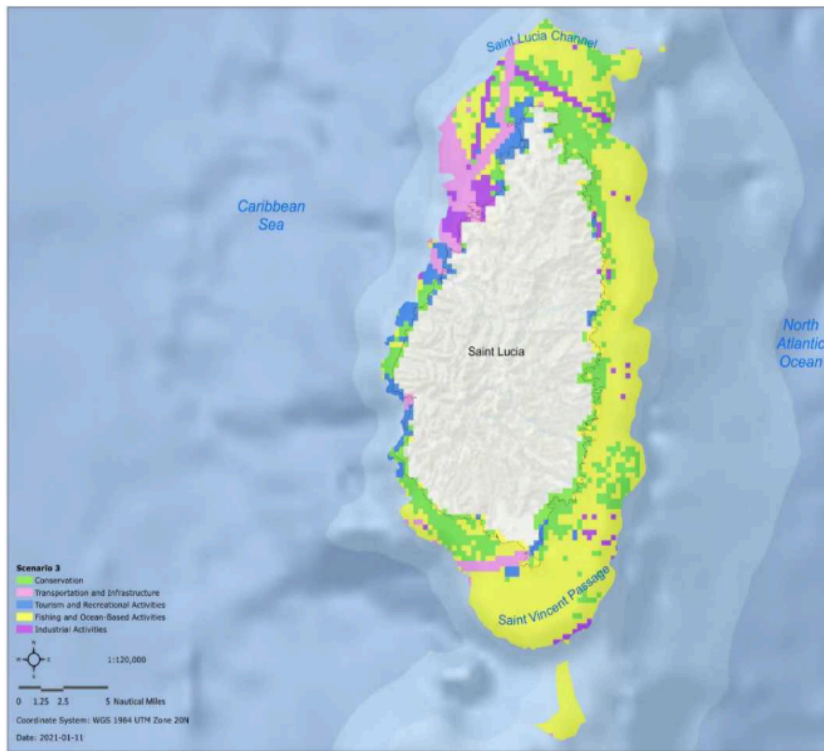 Saint Lucia Channel
Caribbean
Sea
North
Atlantic
Ocean
Saint Lucia
Saint Vincent Passage
Scenario 3
Conservation
Transportation and Infrastructure
Tourism and Recreational Activities
Fishing and Ocean-Based Activities
Industrial Activities
N
W E
S
1:120,000
0 1.25 2.5 5 Nautical Miles
Coordinate System: WGS 1984 UTM Zone 20N
Date: 2021-01-11